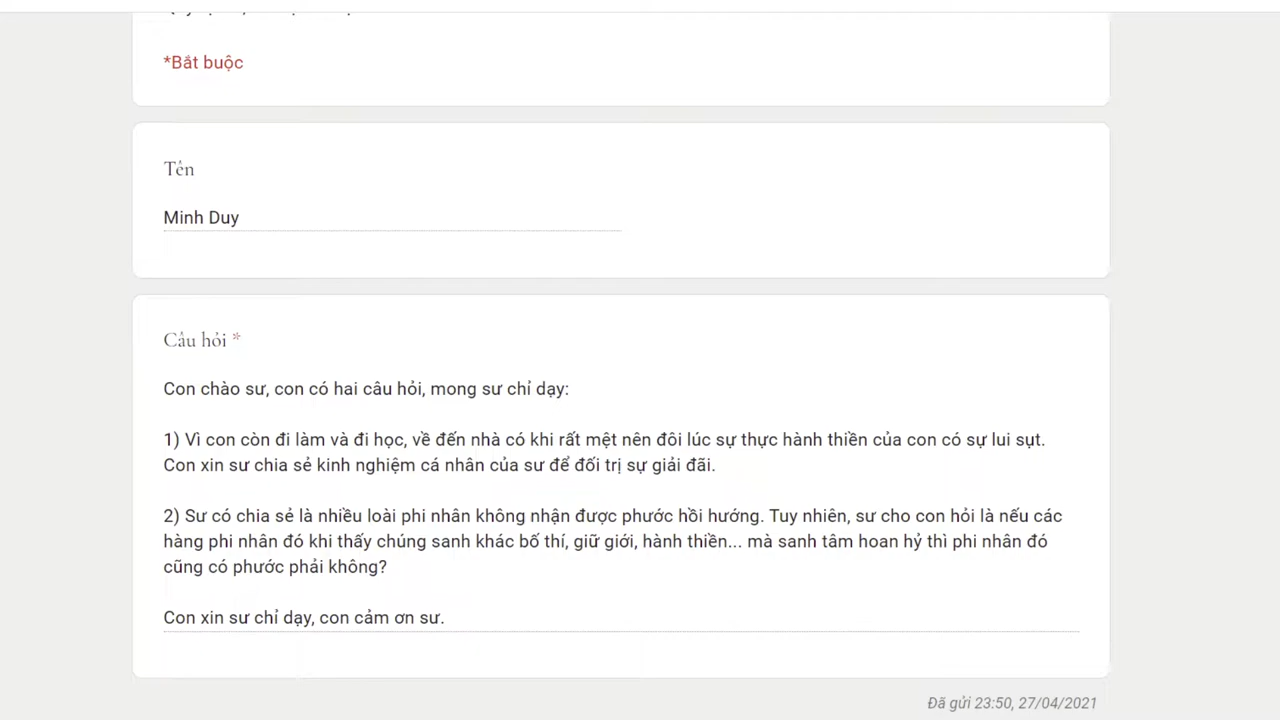 *Bắt buộc
Tên
Minh Duy
Câu hỏi *
Con chào sư, con có hai câu hỏi, mong sư chỉ dạy:
1) Vì con còn đi làm và đi học, về đến nhà có khi rất mệt nên đôi lúc sự thực hành thiền của con có sự lui sụt.
Con xin sư chia sẻ kinh nghiệm cá nhân của sư để đối trị sự giải đãi.
2) Sư có chia sẻ là nhiều loài phi nhân không nhận được phước hồi hướng. Tuy nhiên, sư cho con hỏi là nếu các
hàng phi nhân đó khi thấy chúng sanh khác bố thí, giữ giới, hành thiền... mà sanh tâm hoan hỷ thì phi nhân đó
cũng có phước phải không?
Con xin sư chỉ dạy, con cảm ơn sư.
Đã gửi 23:50, 27/04/2021